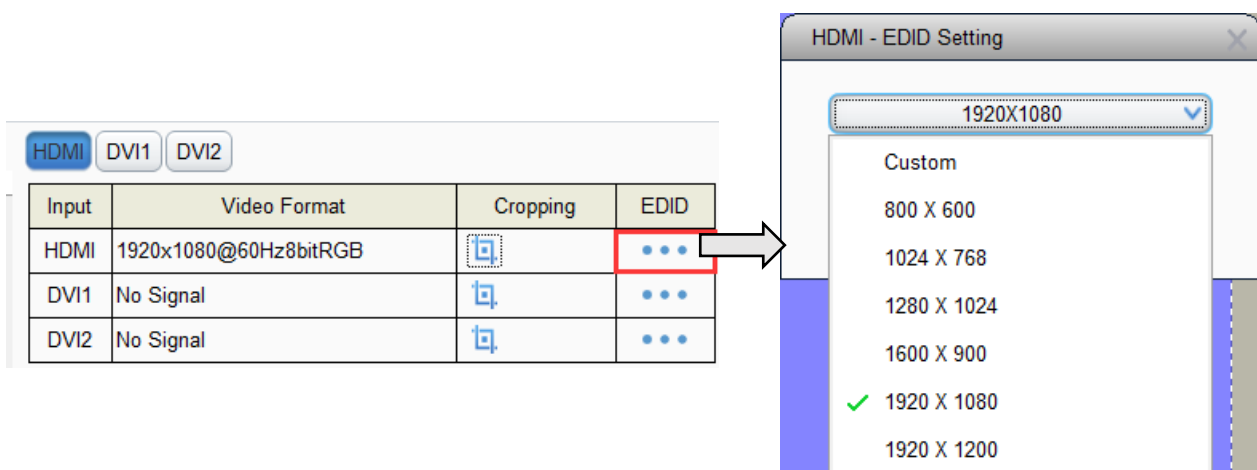 HDMI - EDID Setting
1920X1080
Custom
800 X 600
1024 X 768
1280 X 1024
1600 X 900
1920 X 1080
1920 X 1200
HDMI DVI1 DVI2
Input Video Format Cropping EDID
HDMI 1920x1080@60Hz8bitRGB
DVI1 No Signal
DVI2 No Signal